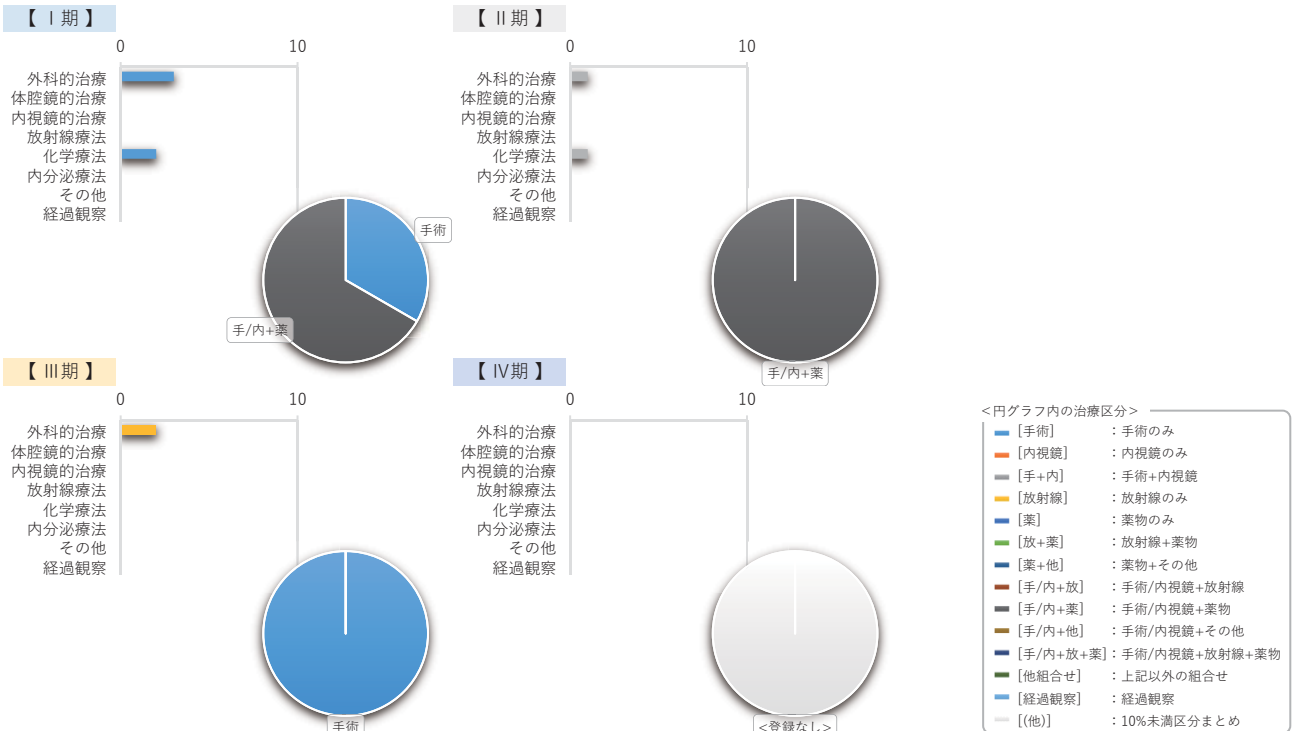 【 Ⅰ期 】
0 10
外科的治療
体腔鏡的治療
内視鏡的治療
放射線療法
化学療法
内分泌療法
その他
経過観察
手術
手/内+薬
【 Ⅱ期 】
0 10
外科的治療
体腔鏡的治療
内視鏡的治療
放射線療法
化学療法
内分泌療法
その他
経過観察
手/内+薬
【 Ⅲ期 】
0 10
外科的治療
体腔鏡的治療
内視鏡的治療
放射線療法
化学療法
内分泌療法
その他
経過観察
手術
【 Ⅳ期 】
0 10
外科的治療
体腔鏡的治療
内視鏡的治療
放射線療法
化学療法
内分泌療法
その他
経過観察
<登録なし>
<円グラフ内の治療区分>
[手術] ：手術のみ
[内視鏡] ：内視鏡のみ
[手+内] ：手術+内視鏡
[放射線] ：放射線のみ
[薬] ：薬物のみ
[放+薬] ：放射線+薬物
[薬+他] ：薬物+その他
[手/内+放] ：手術/内視鏡+放射線
[手/内+薬] ：手術/内視鏡+薬物
[手/内+他] ：手術/内視鏡+その他
[手/内+放+薬]：手術/内視鏡+放射線+薬物
[他組合せ] ：上記以外の組合せ
[経過観察] ：経過観察
[(他)] ：10%未満区分まとめ